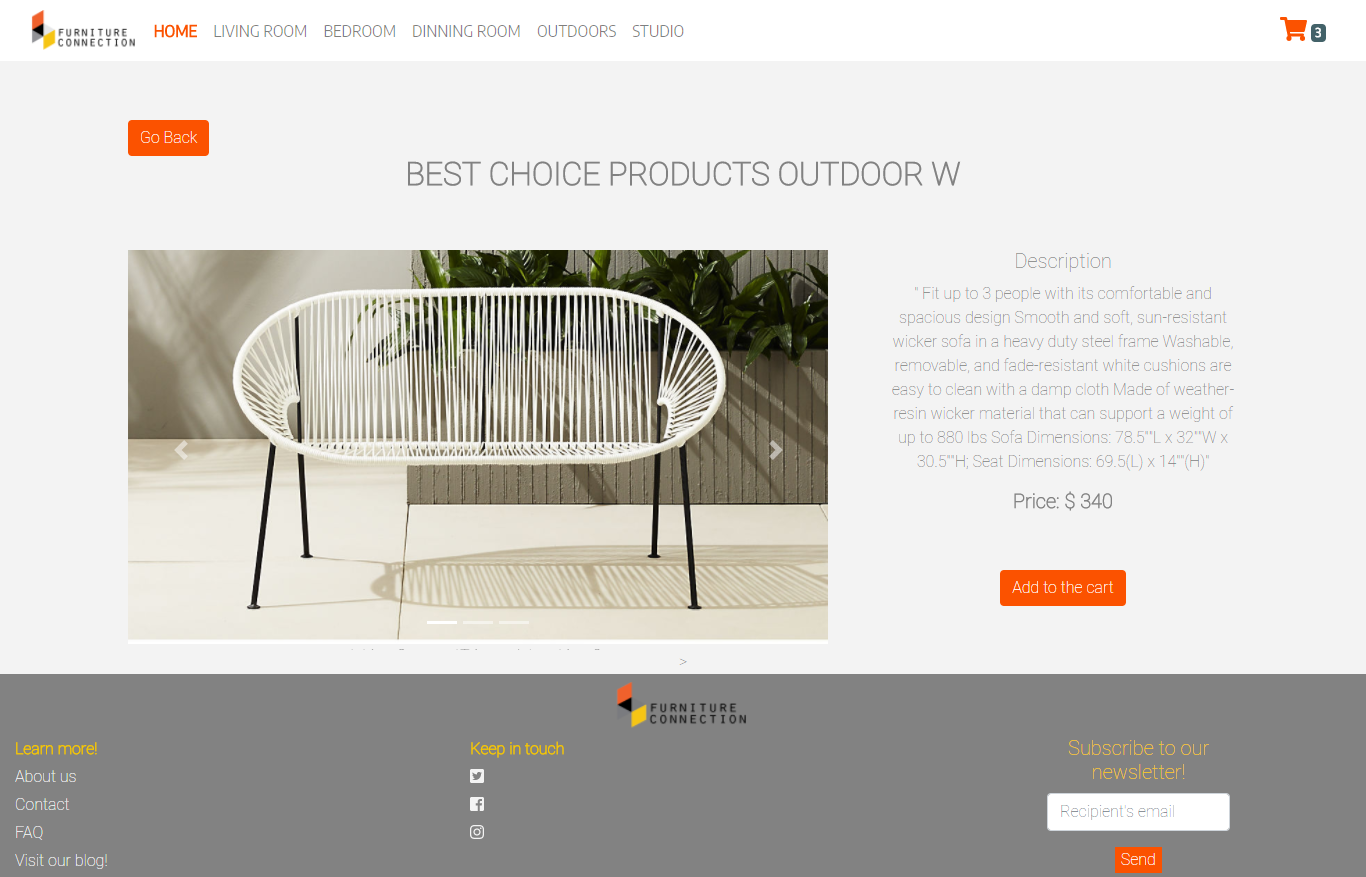 FURNITURE
CONNECTION
HOME LIVING ROOM BEDROOM DINNING ROOM OUTDOORS STUDIO
3
Go Back
BEST CHOICE PRODUCTS OUTDOOR W
Description
" Fit up to 3 people with its comfortable and
spacious design Smooth and soft, sun-resistant
wicker sofa in a heavy duty steel frame Washable,
removable, and fade-resistant white cushions are
easy to clean with a damp cloth Made of weather-
resin wicker material that can support a weight of
up to 880 lbs Sofa Dimensions: 78.5""L x 32""W x
30.5""H; Seat Dimensions: 69.5(L) x 14""(H)"
Price: $ 340
Add to the cart
>
FURNITURE
CONNECTION
Learn more!
About us
Contact
FAQ
Visit our blog!
Keep in touch
Subscribe to our
newsletter!
Recipient's email
Send